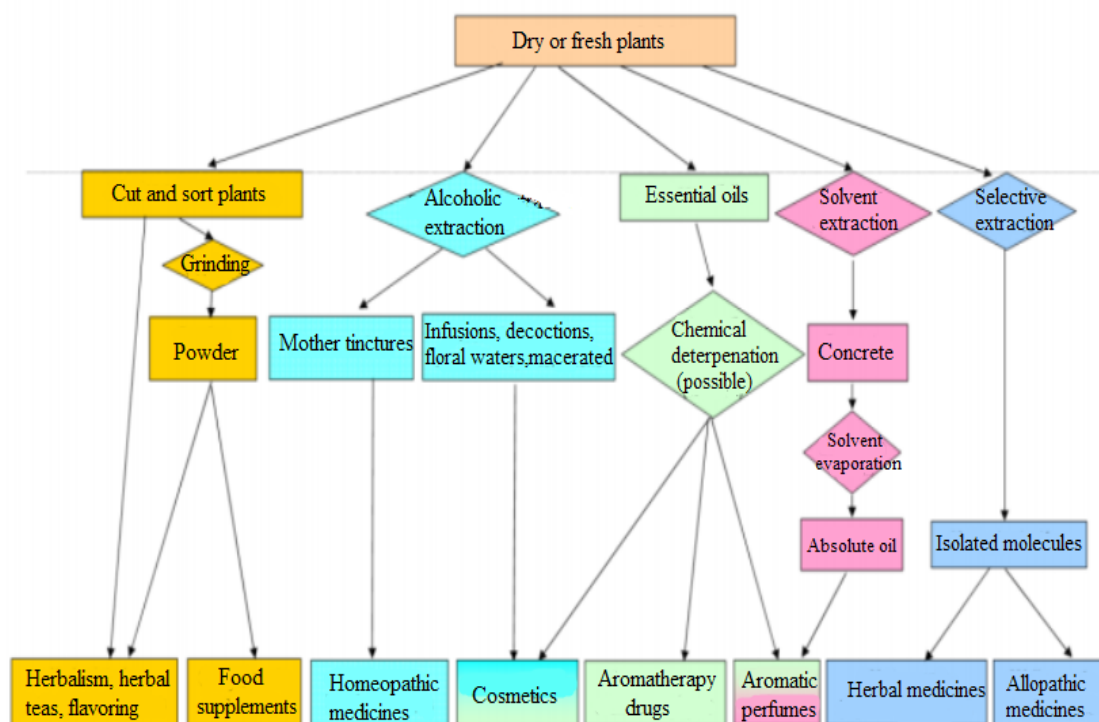 Dry or fresh plants
Cut and sort plants
Alcoholic
extraction
Essential oils
Solvent
extraction
Selective
extraction
Grinding
Powder
Mother tinctures
Infusions, decoctions,
floral waters,macerated
Chemical
deterpenation
(possible)
Concrete
Solvent
evaporation
Absolute oil
Isolated molecules
Herbalism, herbal
teas, flavoring
Food
supplements
Homeopathic
medicines
Cosmetics
Aromatherapy
drugs
Aromatic
perfumes
Herbal medicines
Allopathic
medicines